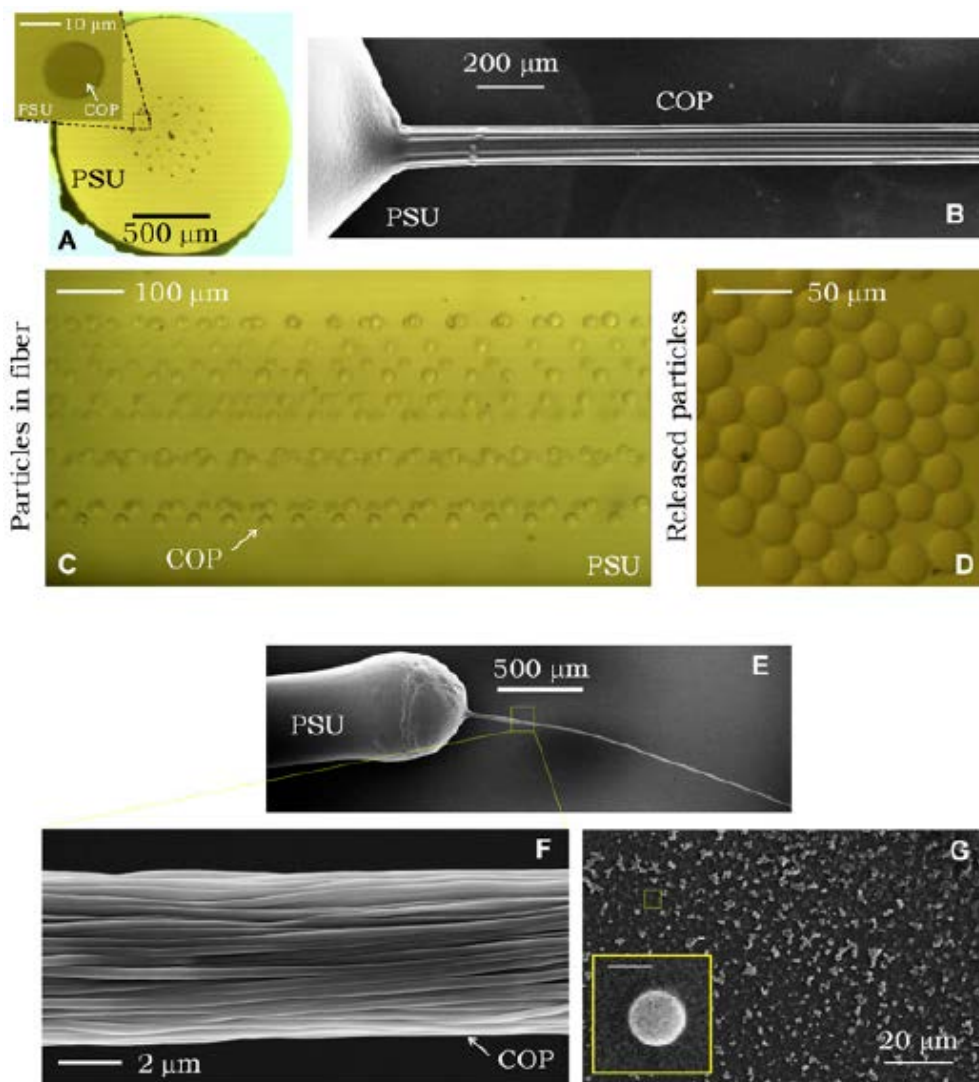 10 µm
COP
PSU
PSU
500 µm
A
200 µm
COP
PSU
B
Particles in fiber
100 µm
COP
C
PSU
Released particles
50 µm
D
E
500 µm
PSU
F
2 µm
COP
G
20 µm